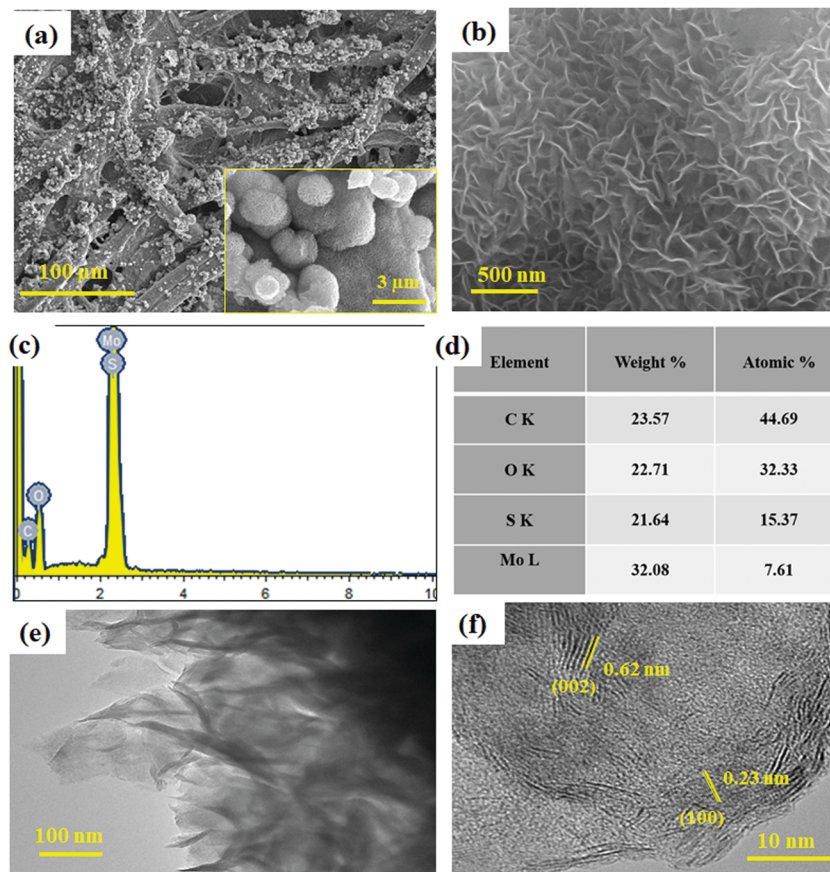 (a)
100 μm
3 μm
(b)
500 nm
(c)
Mo
S
O
C
0 2 4 6 8 10
(d)
Element Weight % Atomic %
C K 23.57 44.69
O K 22.71 32.33
S K 21.64 15.37
Mo L 32.08 7.61
(e)
100 nm
(f)
0.62 nm
(002)
0.23 nm
(100)
10 nm